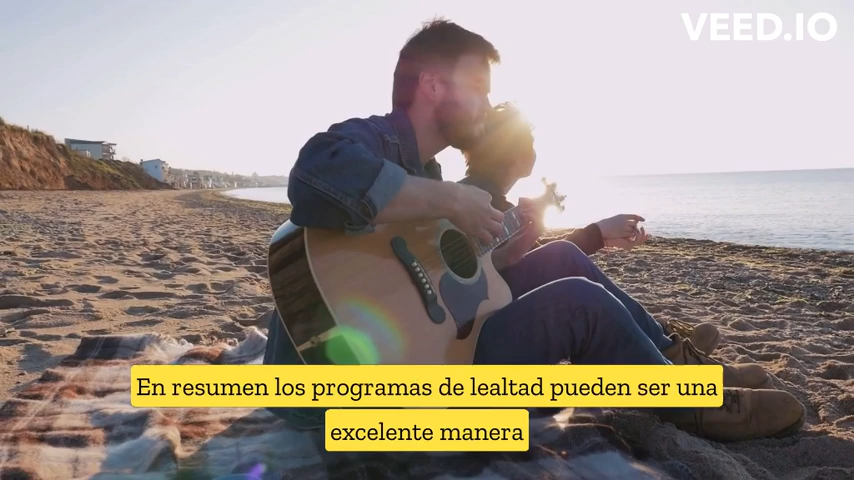 VEED.IO
En resumen los programas de lealtad pueden ser una
excelente manera